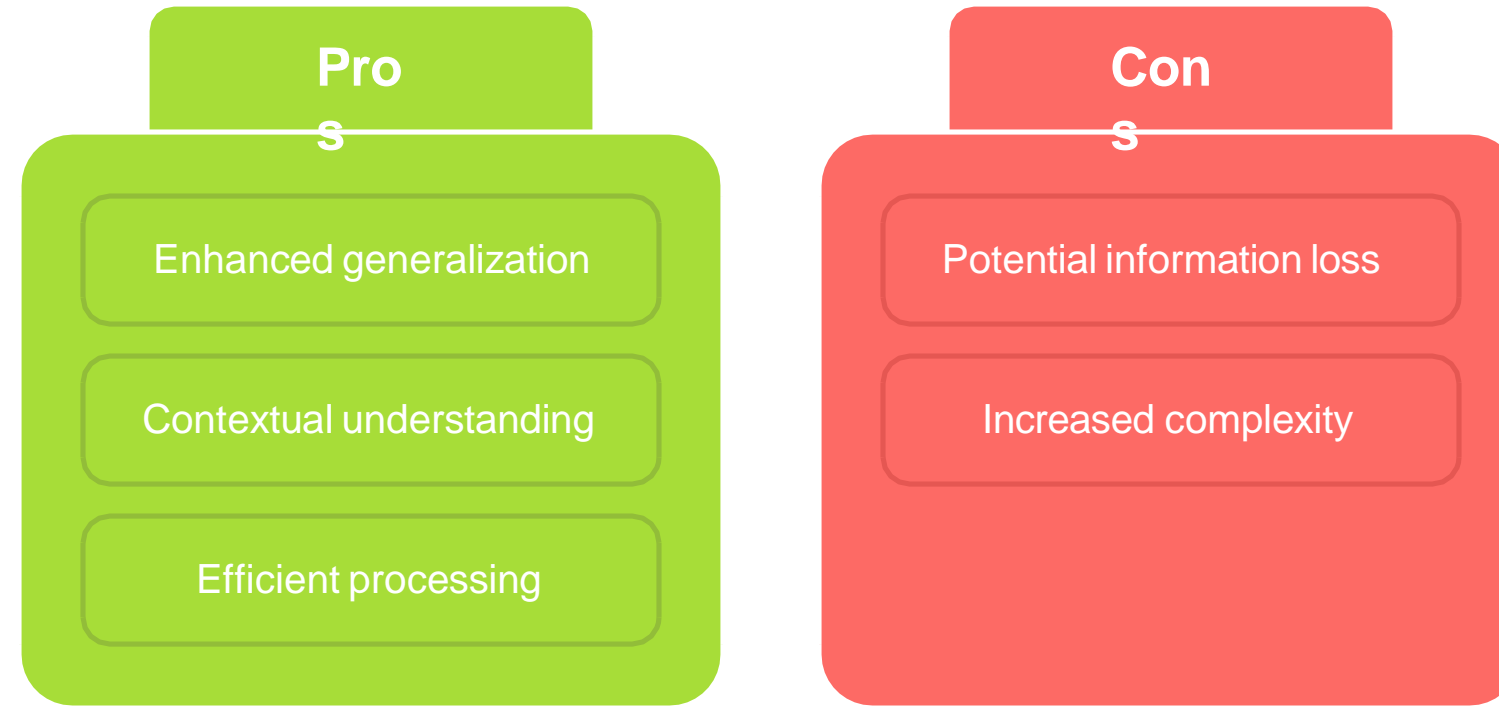 Pro
s
Enhanced generalization
Contextual understanding
Efficient processing
Con
s
Potential information loss
Increased complexity